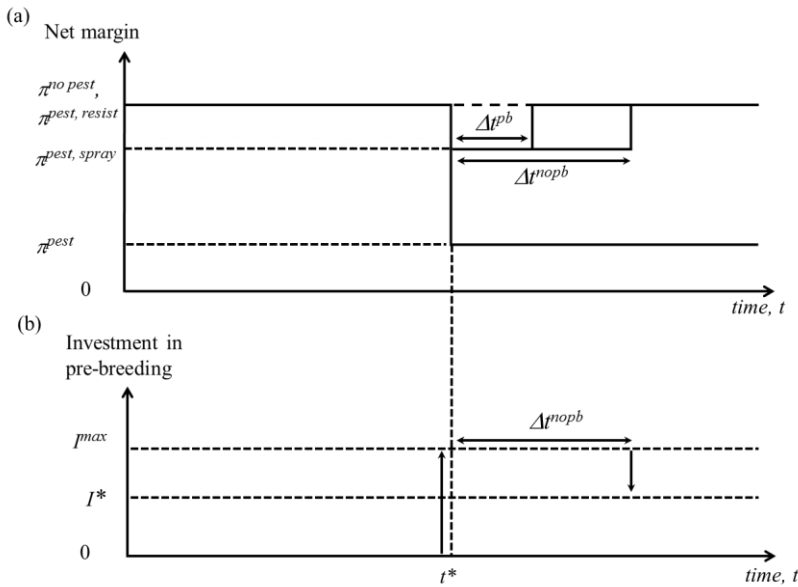 (a)
Net margin
π^no pest,
π^pest, resist
Δt^pb
π^pest, spray
Δt^nopb
π^pest
0
time, t
(b)
Investment in
pre-breeding
Δt^nopb
I^max
I*
0
t*
time, t